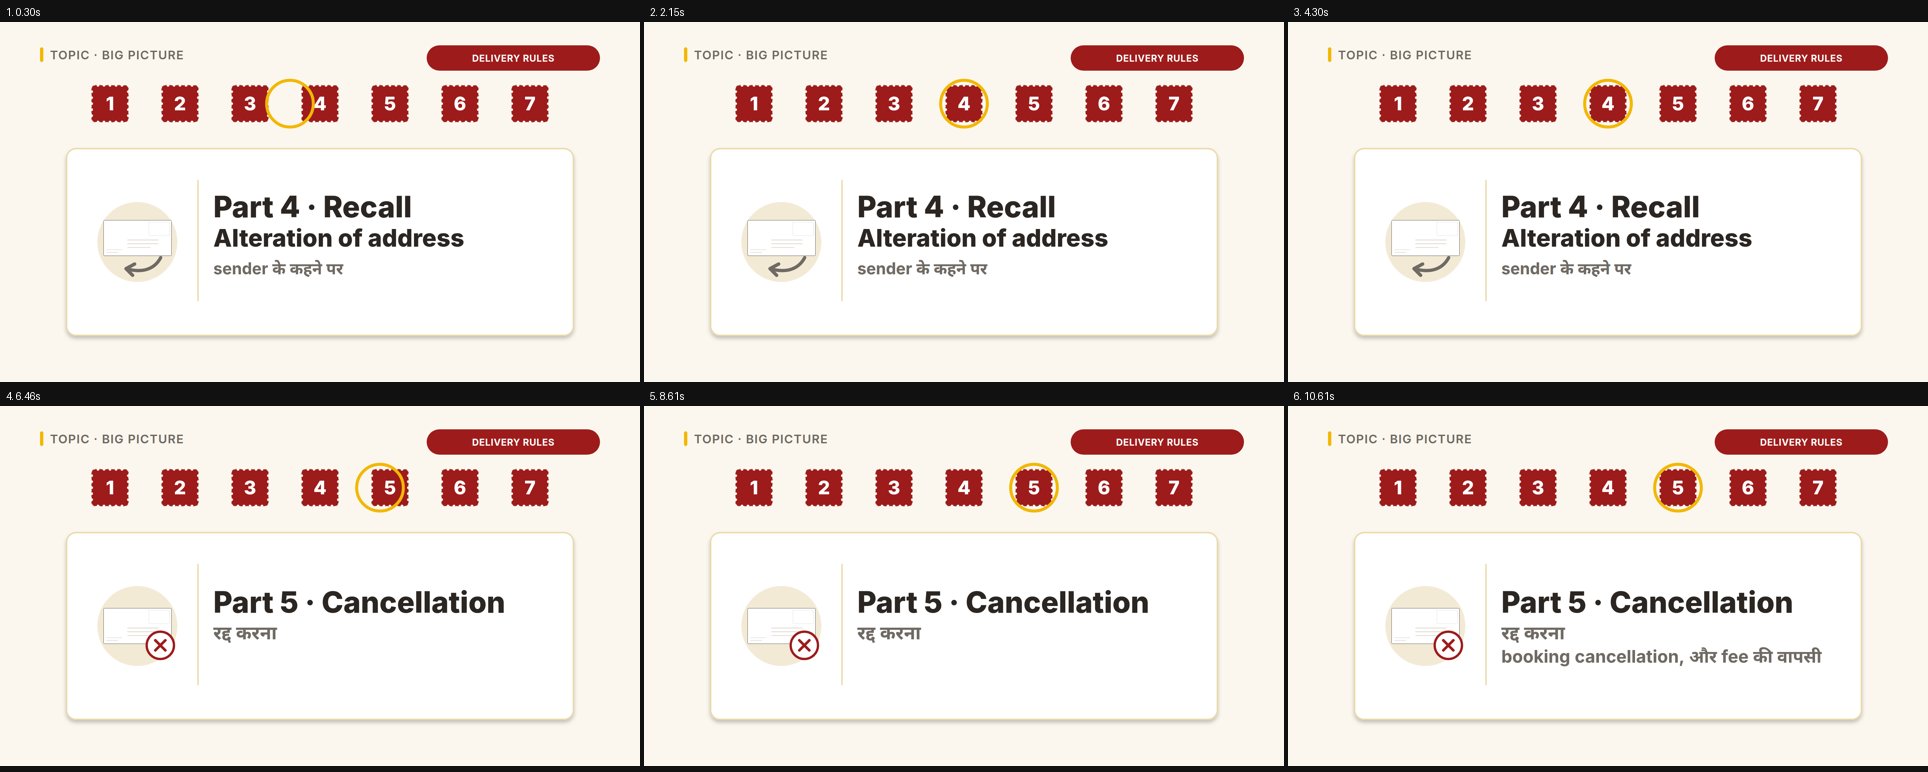 1. 0.30s
TOPIC · BIG PICTURE
DELIVERY RULES
1 2 3 4 5 6 7
Part 4 · Recall
Alteration of address
sender के कहने पर
2. 2.15s
TOPIC · BIG PICTURE
DELIVERY RULES
1 2 3 4 5 6 7
Part 4 · Recall
Alteration of address
sender के कहने पर
3. 4.30s
TOPIC · BIG PICTURE
DELIVERY RULES
1 2 3 4 5 6 7
Part 4 · Recall
Alteration of address
sender के कहने पर
4. 6.46s
TOPIC · BIG PICTURE
DELIVERY RULES
1 2 3 4 5 6 7
Part 5 · Cancellation
रद्द करना
5. 8.61s
TOPIC · BIG PICTURE
DELIVERY RULES
1 2 3 4 5 6 7
Part 5 · Cancellation
रद्द करना
6. 10.61s
TOPIC · BIG PICTURE
DELIVERY RULES
1 2 3 4 5 6 7
Part 5 · Cancellation
रद्द करना
booking cancellation, और fee की वापसी